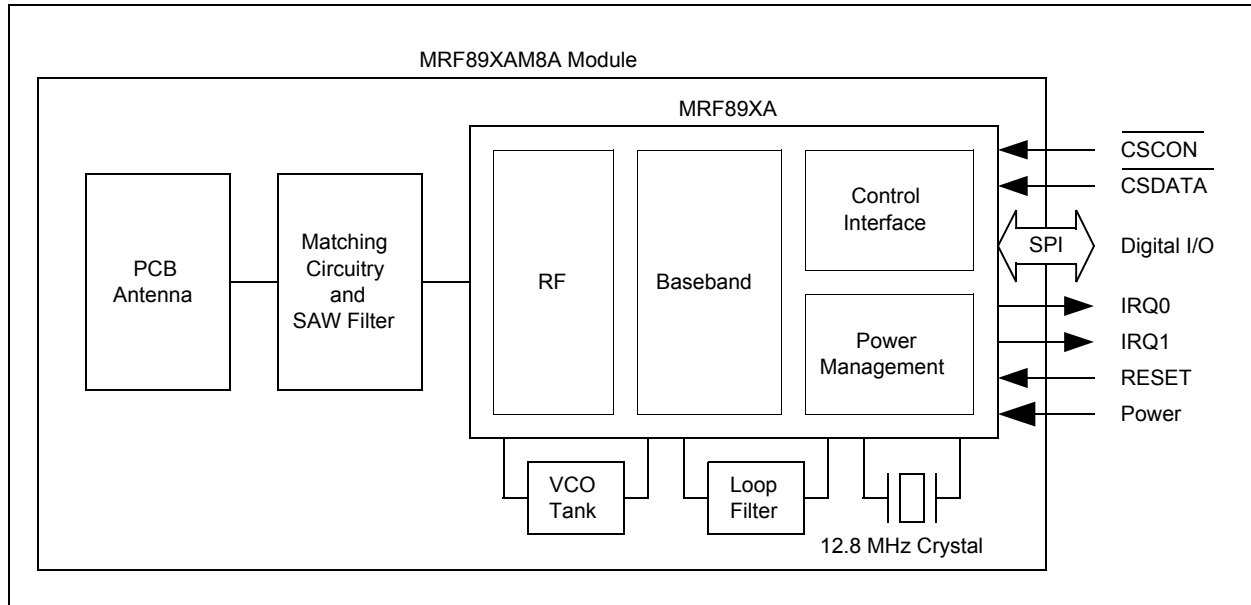 MRF89XAM8A Module
MRF89XA
PCB
Antenna
Matching
Circuitry
and
SAW Filter
RF
Baseband
Control
Interface
Power
Management
CSCON
CSDATA
SPI
Digital I/O
IRQ0
IRQ1
RESET
Power
VCO
Tank
Loop
Filter
12.8 MHz Crystal